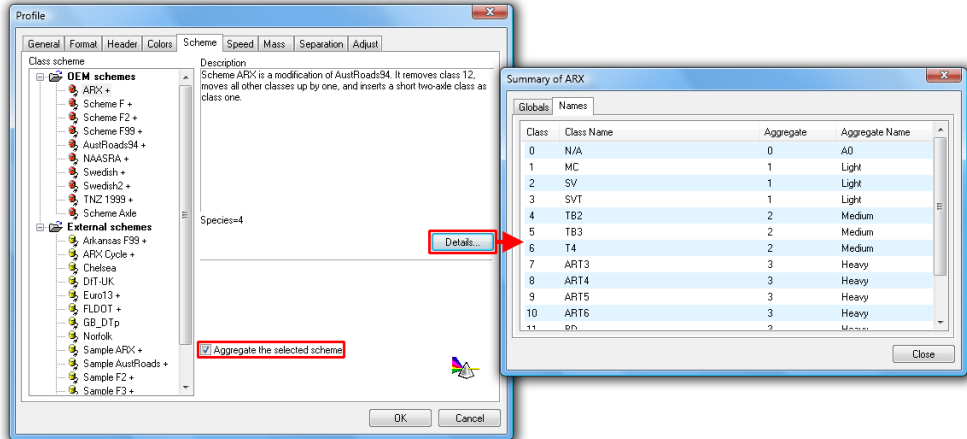 Profile
General Format Header Colors Scheme Speed Mass Separation Adjust
Class scheme
OEM schemes
ARX +
Scheme F +
Scheme F2 +
Scheme F99 +
AustRoads94 +
NAASRA +
Swedish +
Swedish2 +
TNZ 1999 +
Scheme Axle
External schemes
Arkansas F99 +
ARX Cycle +
Chelsea
DfT-UK
Euro13 +
FLDOT +
GB_DTp
Norfolk
Sample ARX +
Sample AustRoads +
Sample F2 +
Sample F3 +
Description
Scheme ARX is a modification of AustRoads94. It removes class 12,
moves all other classes up by one, and inserts a short two-axle class as
class one.
Species=4
Details...
Aggregate the selected scheme
OK Cancel
Summary of ARX
Globals Names
Class Class Name Aggregate Aggregate Name
0 N/A 0 A0
1 MC 1 Light
2 SV 1 Light
3 SVT 1 Light
4 TB2 2 Medium
5 TB3 2 Medium
6 T4 2 Medium
7 ART3 3 Heavy
8 ART4 3 Heavy
9 ART5 3 Heavy
10 ART6 3 Heavy
11 BD 3 Heavy
Close